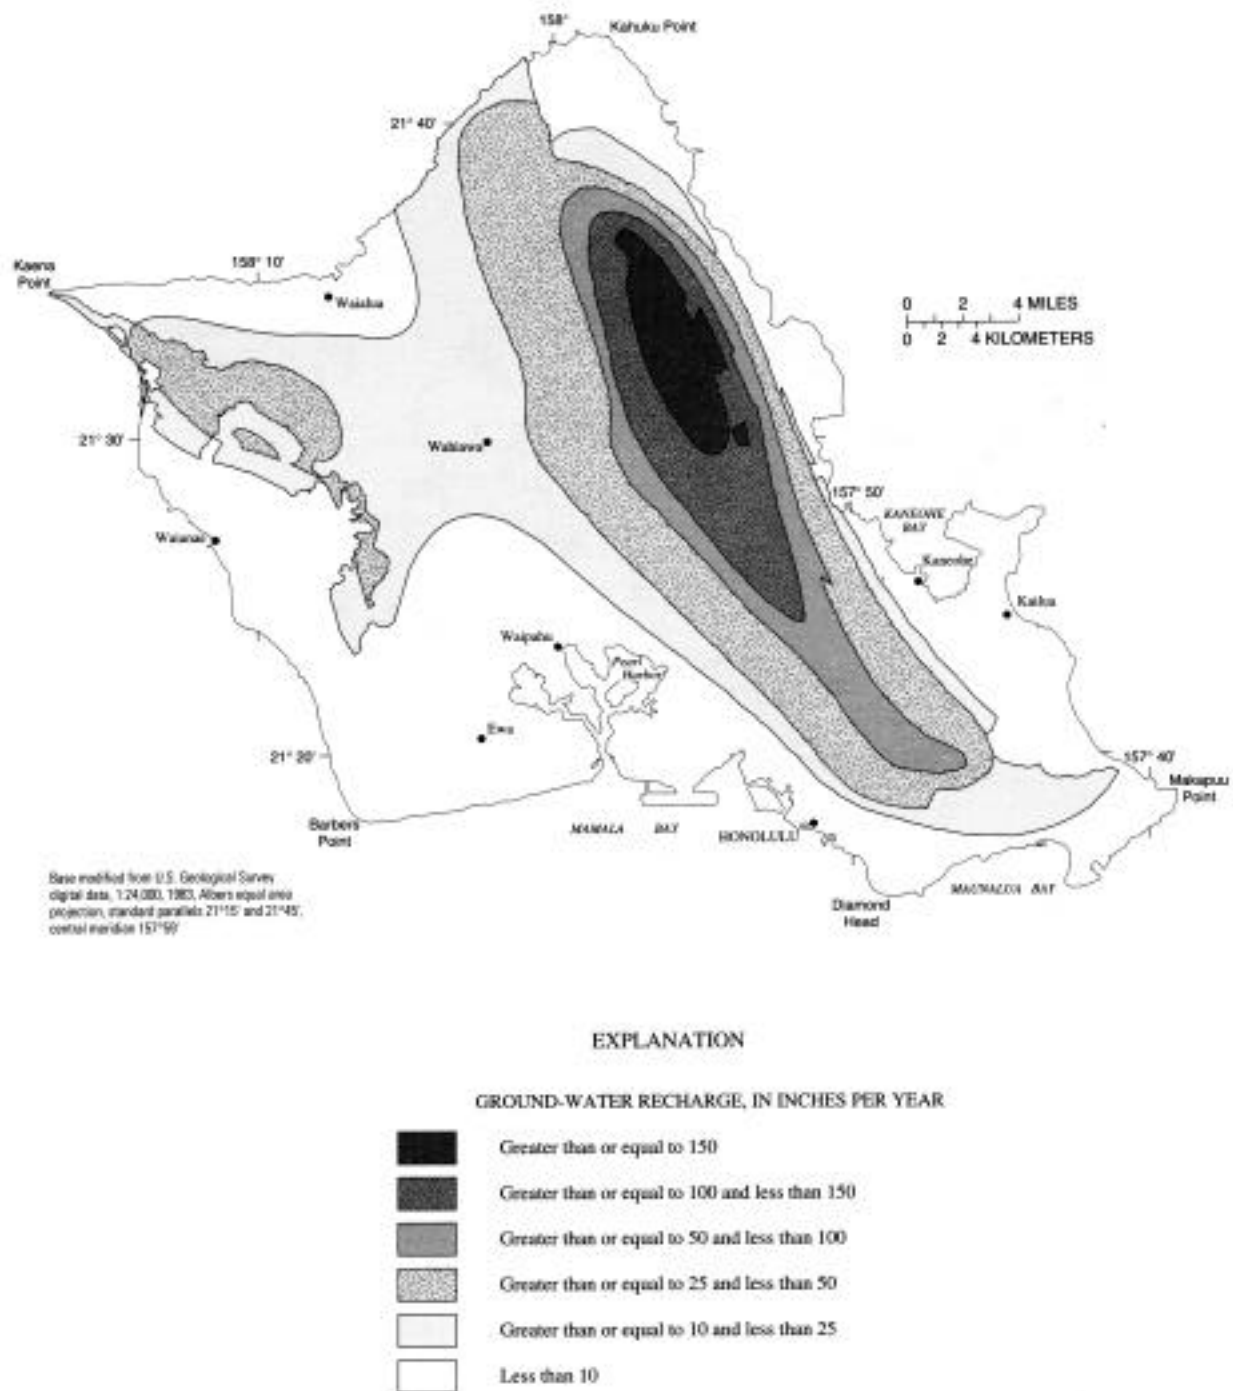 158°
Kahuku Point
21° 40'
Kaena
Point
158° 10'
Waialua
0 2 4 MILES
0 2 4 KILOMETERS
21° 30'
Wahiawa
157° 50'
KANEOHE
BAY
Waianae
Kaneohe
Kailua
Waipahu
Pearl
Harbor
Ewa
21° 20'
157° 40'
Makapuu
Point
Barbers
Point
MAMALA BAY
HONOLULU
MAUNALUA BAY
Diamond
Head
Base modified from U.S. Geological Survey
digital data, 1:24,000, 1983, Albers equal area
projection, standard parallels 21°15' and 21°45',
central meridian 157°59'
EXPLANATION
GROUND-WATER RECHARGE, IN INCHES PER YEAR
Greater than or equal to 150
Greater than or equal to 100 and less than 150
Greater than or equal to 50 and less than 100
Greater than or equal to 25 and less than 50
Greater than or equal to 10 and less than 25
Less than 10